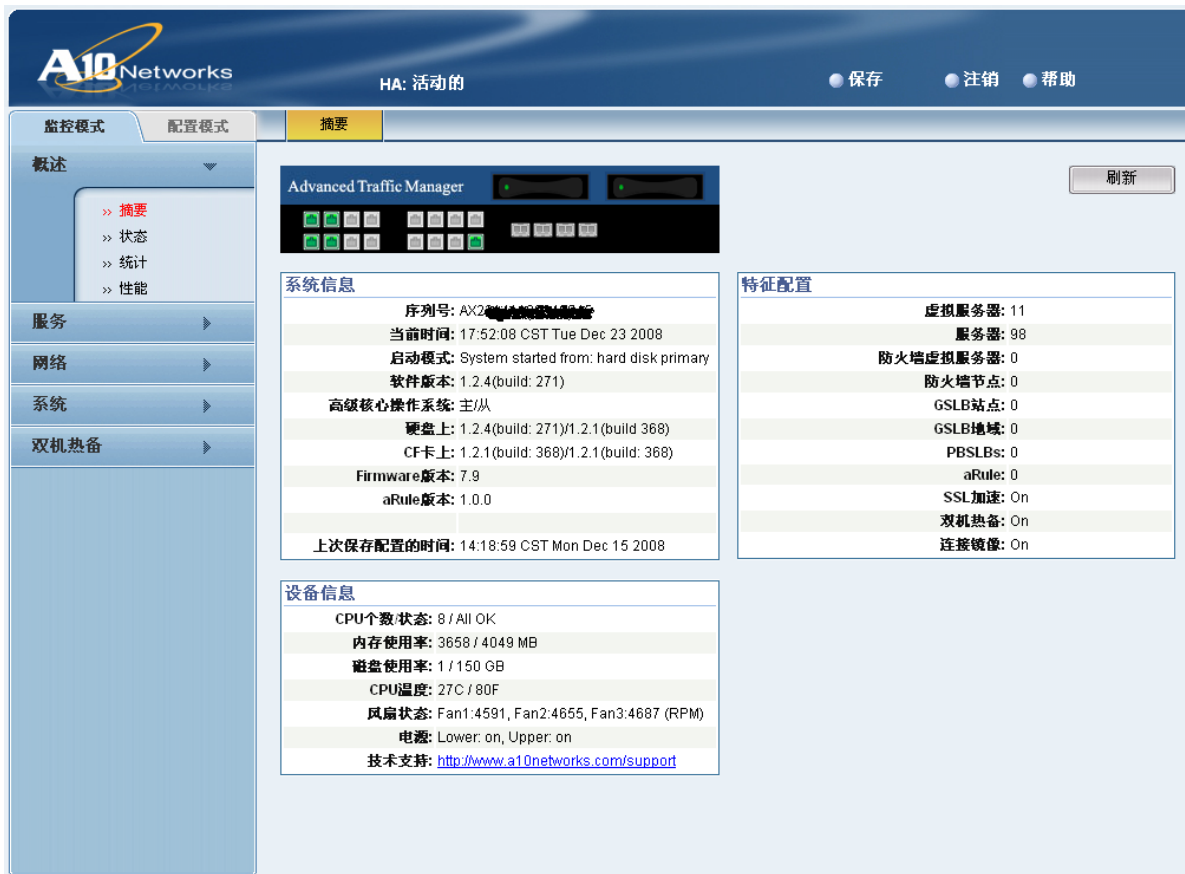 A10 Networks
HA: 活动的
保存
注销
帮助
监控模式
配置模式
摘要
概述
» 摘要
» 状态
» 统计
» 性能
服务
网络
系统
双机热备
Advanced Traffic Manager
刷新
系统信息
序列号: AX2
当前时间: 17:52:08 CST Tue Dec 23 2008
启动模式: System started from: hard disk primary
软件版本: 1.2.4(build: 271)
高级核心操作系统: 主/从
硬盘上: 1.2.4(build: 271)/1.2.1(build 368)
CF卡上: 1.2.1(build: 368)/1.2.1(build: 368)
Firmware版本: 7.9
aRule版本: 1.0.0
上次保存配置的时间: 14:18:59 CST Mon Dec 15 2008
特征配置
虚拟服务器: 11
服务器: 98
防火墙虚拟服务器: 0
防火墙节点: 0
GSLB站点: 0
GSLB地域: 0
PBSLBs: 0
aRule: 0
SSL加速: On
双机热备: On
连接镜像: On
设备信息
CPU个数/状态: 8 / All OK
内存使用率: 3658 / 4049 MB
磁盘使用率: 1 / 150 GB
CPU温度: 27C / 80F
风扇状态: Fan1:4591, Fan2:4655, Fan3:4687 (RPM)
电源: Lower: on, Upper: on
技术支持: http://www.a10networks.com/support